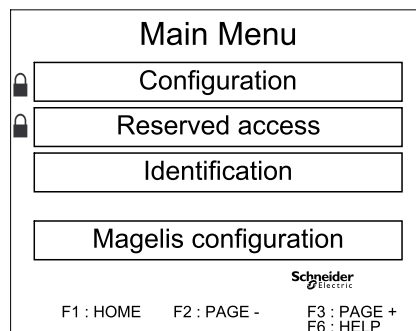 Main Menu
Configuration
Reserved access
Identification
Magelis configuration
Schneider
Electric
F1 : HOME F2 : PAGE - F3 : PAGE +
F6 : HELP